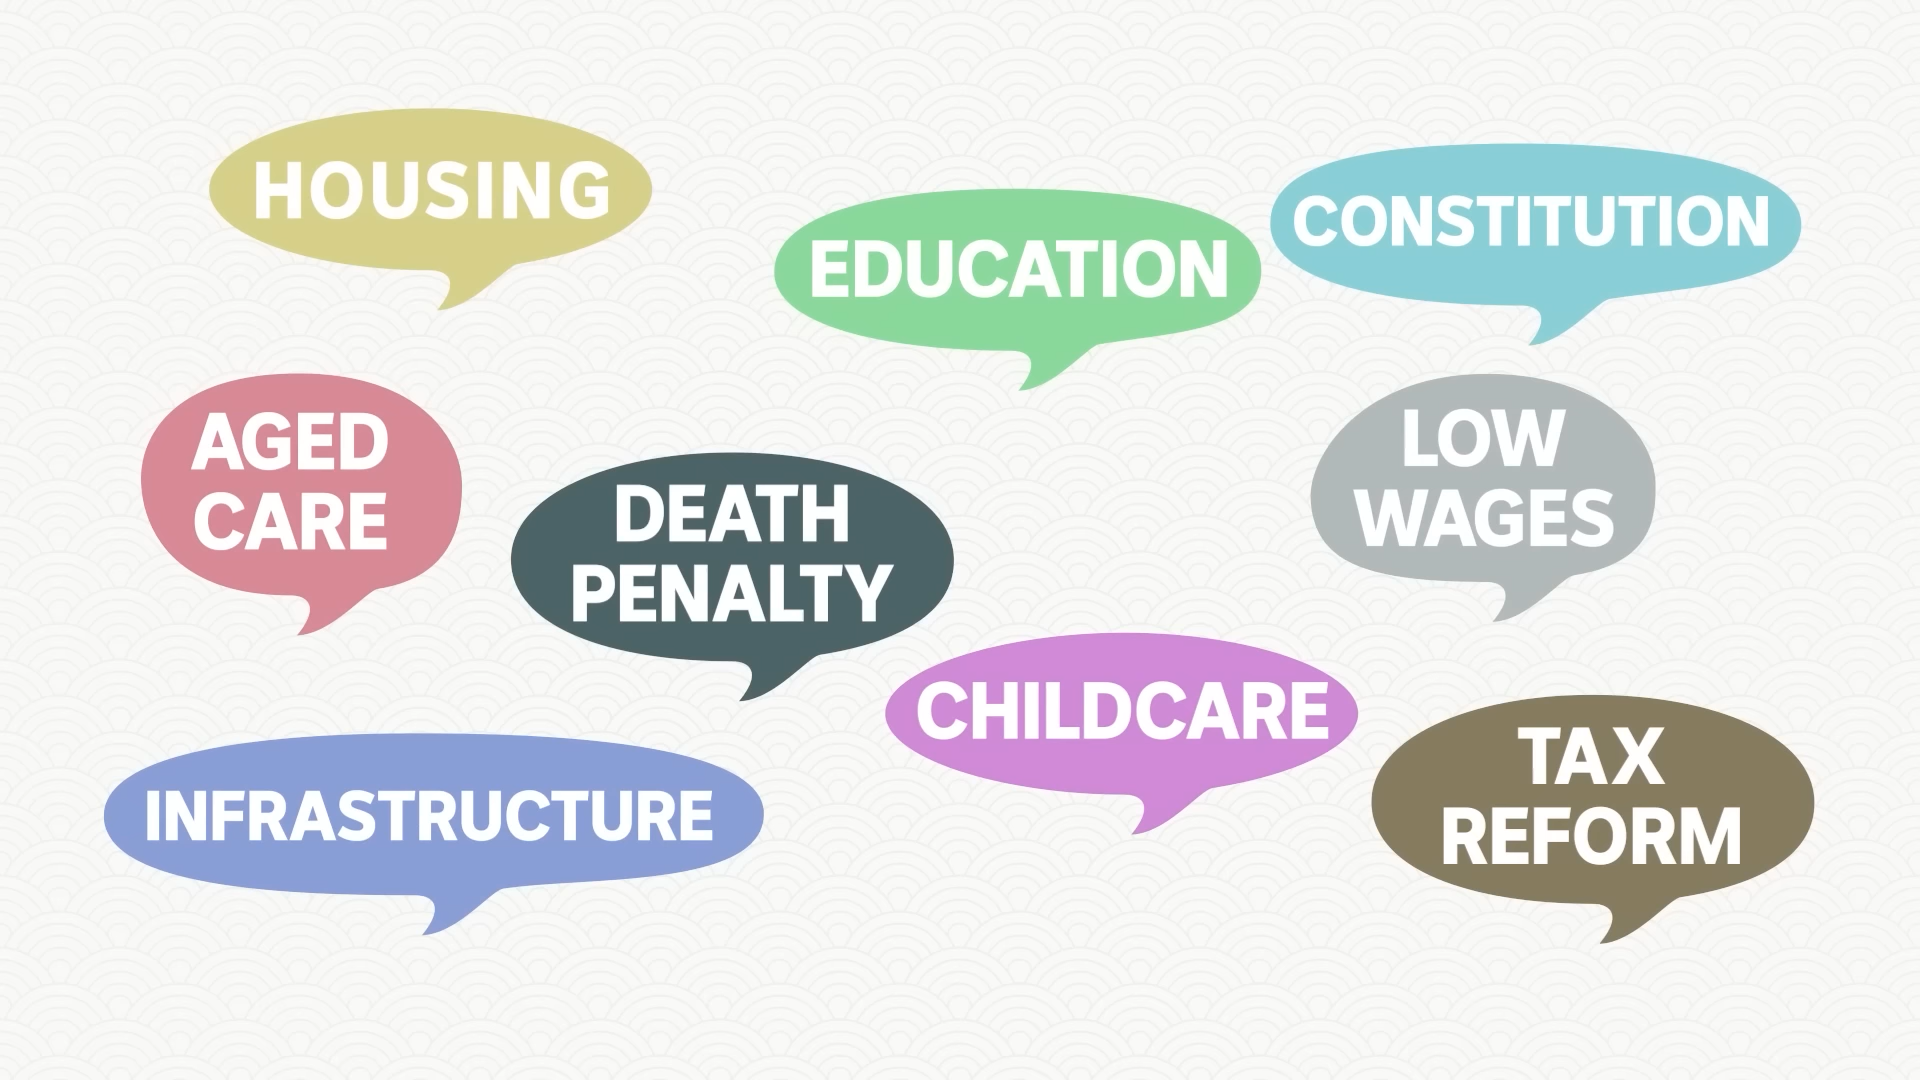 HOUSING
EDUCATION
CONSTITUTION
AGED
CARE
DEATH
PENALTY
LOW
WAGES
CHILDCARE
TAX
REFORM
INFRASTRUCTURE